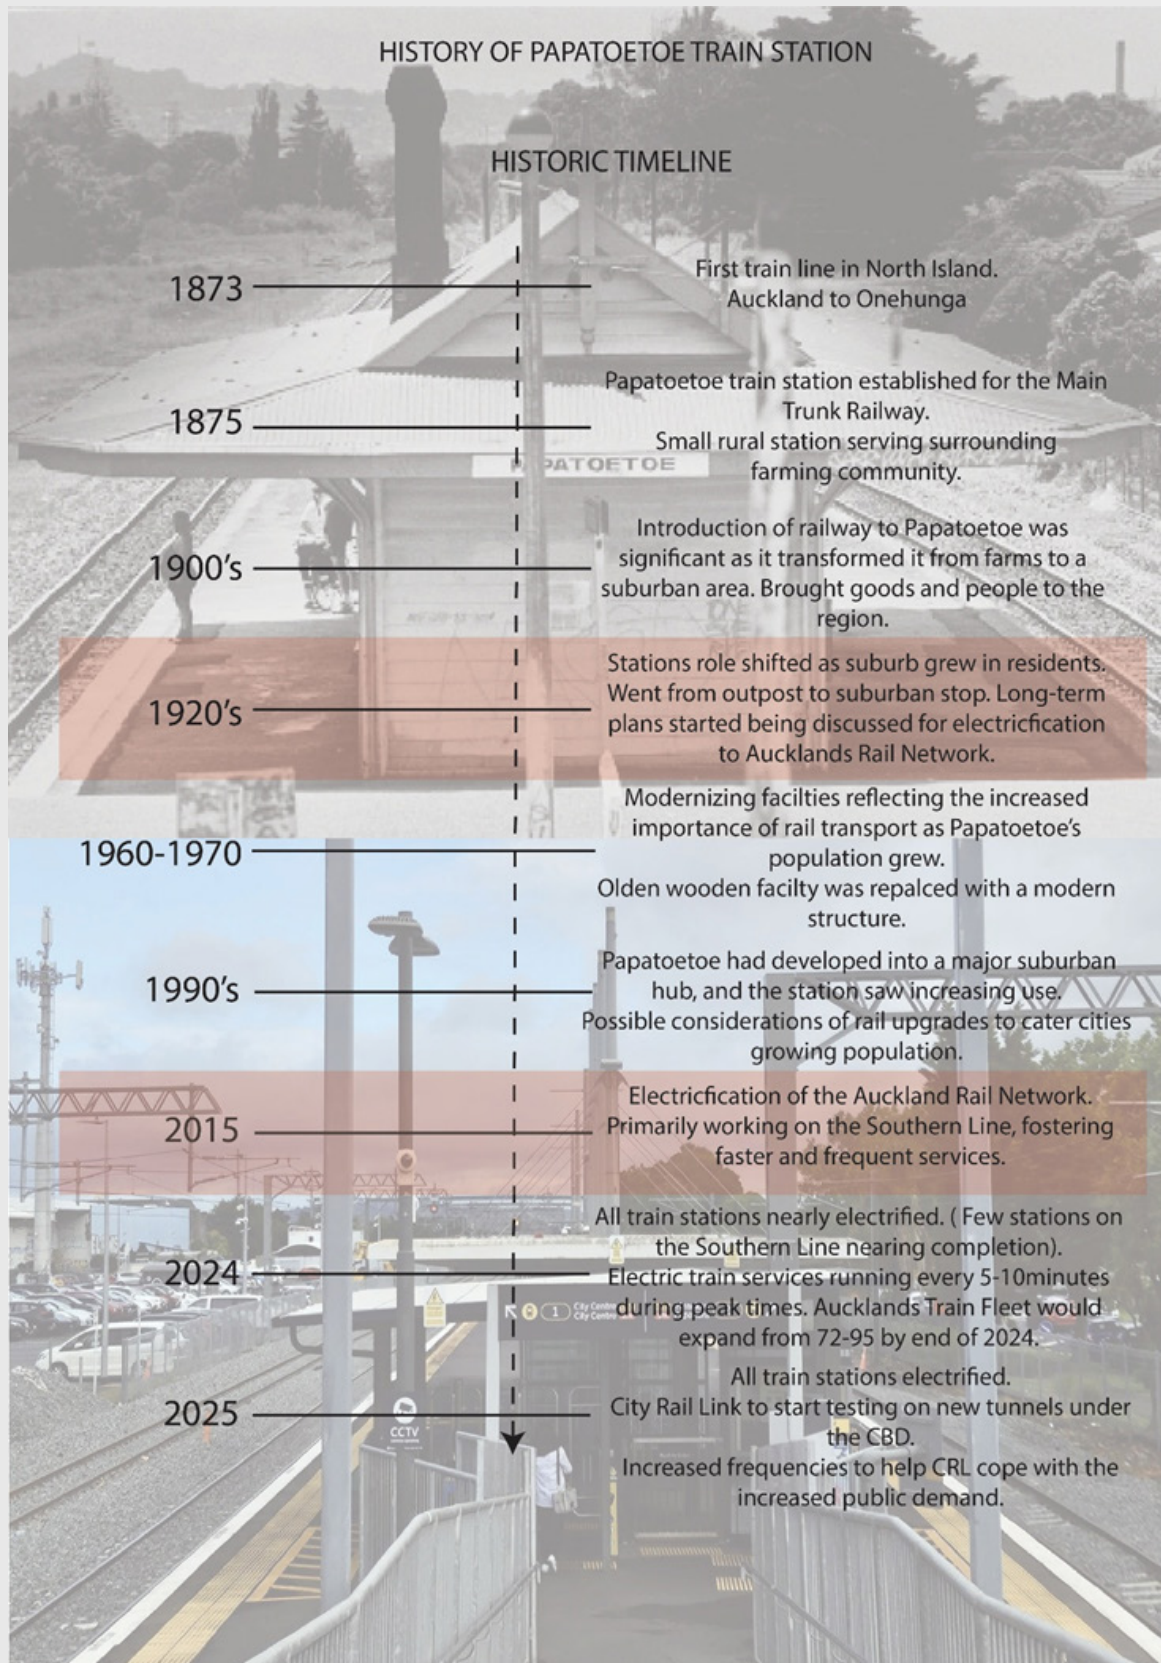 HISTORY OF PAPATOETOE TRAIN STATION
HISTORIC TIMELINE
1873
First train line in North Island.
Auckland to Onehunga
1875
Papatoetoe train station established for the Main
Trunk Railway.
Small rural station serving surrounding
farming community.
PAPATOETOE
1900's
Introduction of railway to Papatoetoe was
significant as it transformed it from farms to a
suburban area. Brought goods and people to the
region.
1920's
Stations role shifted as suburb grew in residents.
Went from outpost to suburban stop. Long-term
plans started being discussed for electricfication
to Aucklands Rail Network.
1960-1970
Modernizing facilties reflecting the increased
importance of rail transport as Papatoetoe's
population grew.
Olden wooden facilty was repalced with a modern
structure.
1990's
Papatoetoe had developed into a major suburban
hub, and the station saw increasing use.
Possible considerations of rail upgrades to cater cities
growing population.
2015
Electricfication of the Auckland Rail Network.
Primarily working on the Southern Line, fostering
faster and frequent services.
2024
All train stations nearly electrified. ( Few stations on
the Southern Line nearing completion).
Electric train services running every 5-10minutes
during peak times. Aucklands Train Fleet would
expand from 72-95 by end of 2024.
1 City Centre
City Centre
2025
All train stations electrified.
City Rail Link to start testing on new tunnels under
the CBD.
Increased frequencies to help CRL cope with the
increased public demand.
CCTV